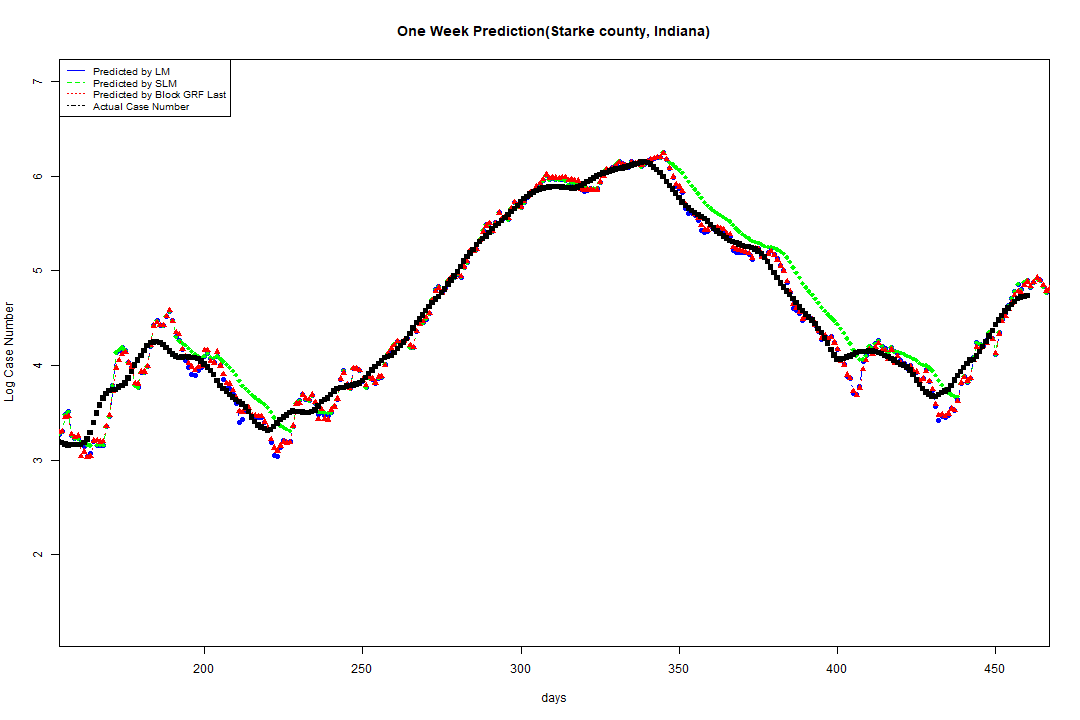 One Week Prediction(Starke county, Indiana)
Predicted by LM
Predicted by SLM
Predicted by Block GRF Last
Actual Case Number
Log Case Number
7
6
5
4
3
2
200 250 300 350 400 450
days